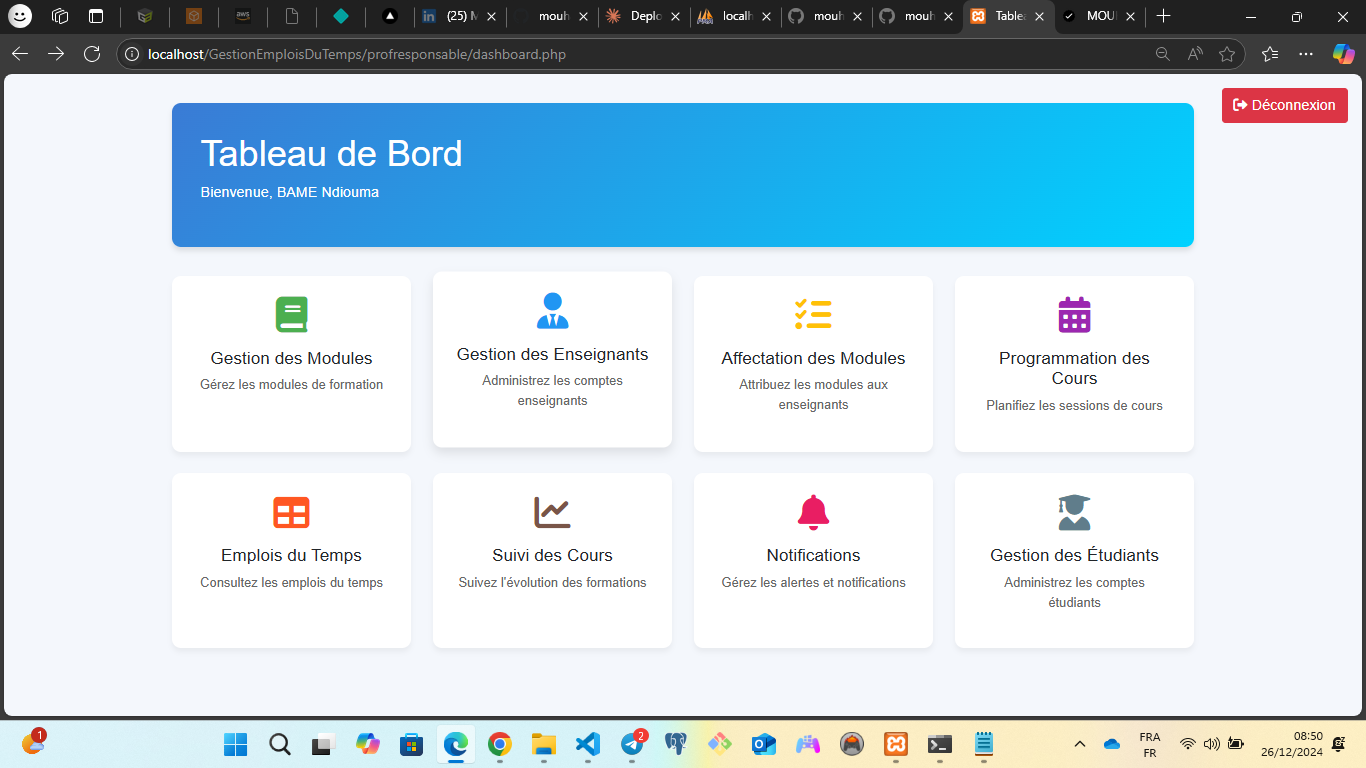 (25) M
mouh
Deplo
localh
mouh
mouh
Table
MOU
localhost/GestionEmploisDuTemps/profresponsable/dashboard.php
Déconnexion
Tableau de Bord
Bienvenue, BAME Ndiouma
Gestion des Modules
Gérez les modules de formation
Gestion des Enseignants
Administrez les comptes
enseignants
Affectation des Modules
Attribuez les modules aux
enseignants
Programmation des
Cours
Planifiez les sessions de cours
Emplois du Temps
Consultez les emplois du temps
Suivi des Cours
Suivez l'évolution des formations
Notifications
Gérez les alertes et notifications
Gestion des Étudiants
Administrez les comptes
étudiants
1
2
FRA
FR
08:50
26/12/2024